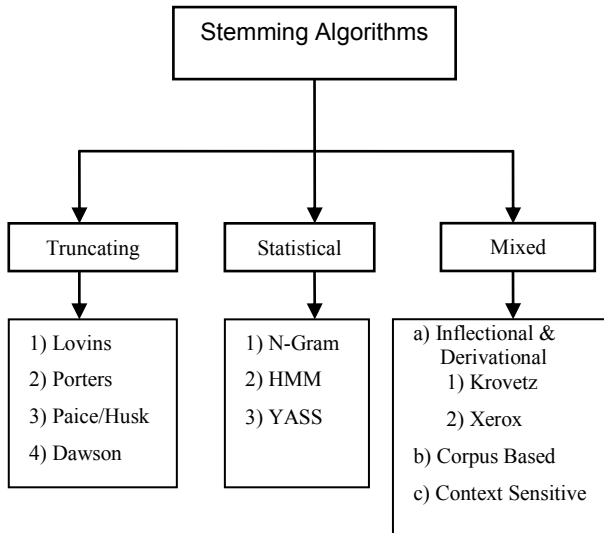 Stemming Algorithms
Truncating
Statistical
Mixed
1) Lovins
2) Porters
3) Paice/Husk
4) Dawson
1) N-Gram
2) HMM
3) YASS
a) Inflectional &
Derivational
1) Krovetz
2) Xerox
b) Corpus Based
c) Context Sensitive